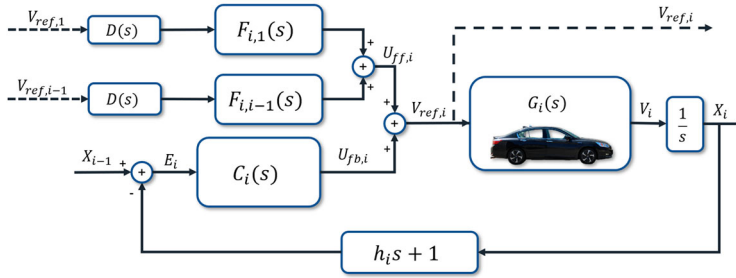 V_{ref,1}
D(s)
F_{i,1}(s)
V_{ref,i}
+
U_{ff,i}
+
+
V_{ref,i-1}
D(s)
F_{i,i-1}(s)
G_i(s)
+
+
V_{ref,i}
V_i
1/s
X_i
+
X_{i-1}
+
+
-
E_i
C_i(s)
U_{fb,i}
h_i s + 1